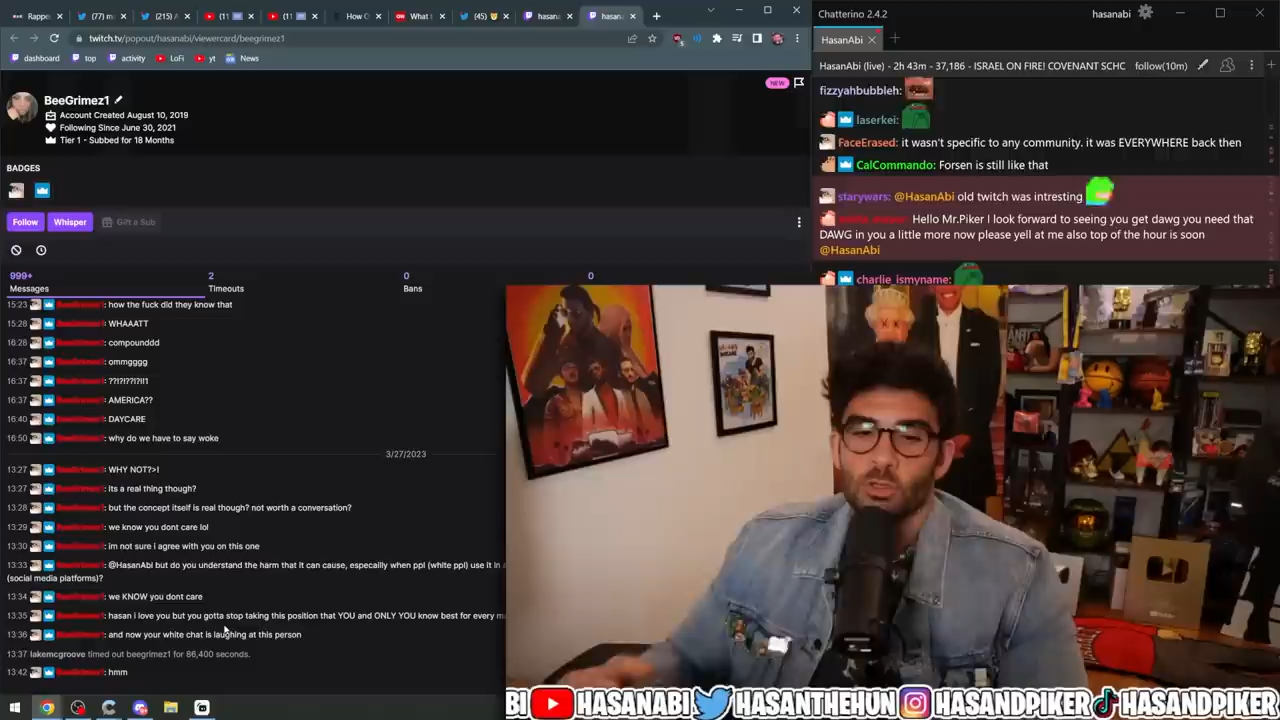 Rappe
(77)
(215)
(11
(11
How C
What t
(45)
hasana
hasana
twitch.tv/popout/hasanabi/viewercard/beegrimez1
dashboard top activity LoFi yt News
NEW
BeeGrimez1
Account Created August 10, 2019
Following Since June 30, 2021
Tier 1 - Subbed for 18 Months
BADGES
Follow Whisper Gift a Sub
999+ 2 0 0
Messages Timeouts Bans
15:23 : how the fuck did they know that
15:28 : WHAAATT
16:28 : compounddd
16:37 : ommgggg
16:37 : ??!?!??!?!!1
16:37 : AMERICA??
16:40 : DAYCARE
16:50 : why do we have to say woke
3/27/2023
13:27 : WHY NOT?>!
13:27 : its a real thing though?
13:28 : but the concept itself is real though? not worth a conversation?
13:29 : we know you dont care lol
13:30 : im not sure i agree with you on this one
13:33 : @HasanAbi but do you understand the harm that it can cause, especailly when ppl (white ppl) use it in
(social media platforms)?
13:34 : we KNOW you dont care
13:35 : hasan i love you but you gotta stop taking this position that YOU and ONLY YOU know best for every
13:36 : and now your white chat is laughing at this person
13:37 lakemcgroove timed out beegrimez1 for 86,400 seconds.
13:42 : hmm
Chatterino 2.4.2 hasanabi
HasanAbi
HasanAbi (live) - 2h 43m - 37,186 - ISRAEL ON FIRE! COVENANT SCHC follow(10m)
fizzyahbubbleh:
laserkei:
FaceErased: it wasn't specific to any community. it was EVERYWHERE back then
CalCommando: Forsen is still like that
starywars: @HasanAbi old twitch was intresting
Hello Mr.Piker I look forward to seeing you get dawg you need that
DAWG in you a little more now please yell at me also top of the hour is soon
@HasanAbi
charlie_ismyname:
BI HASANABI HASANTHEHUN HASANDPIKER HASANDPIKER